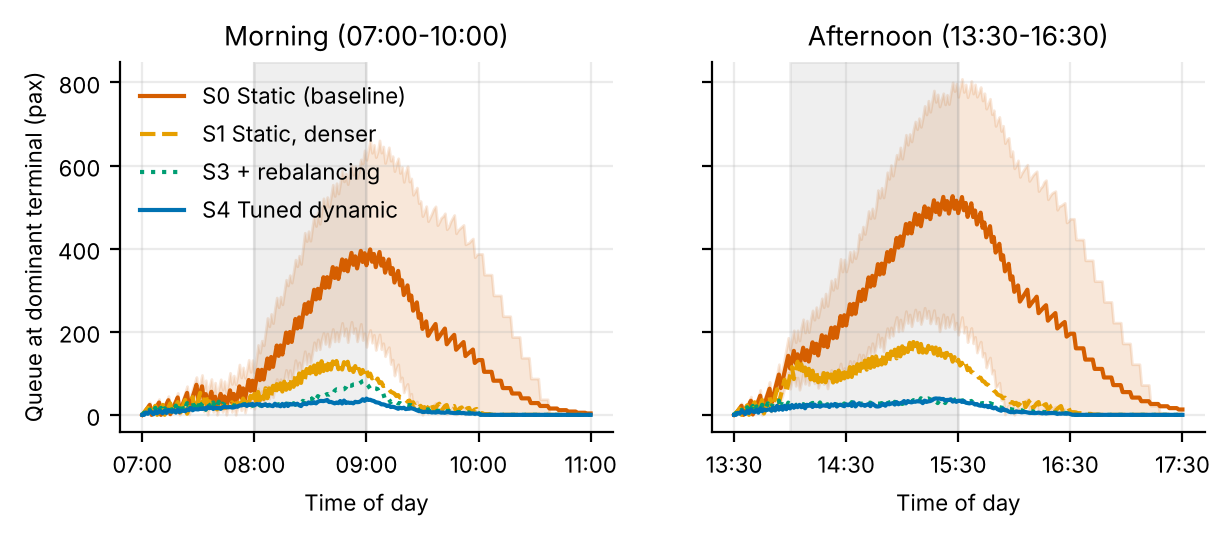 Morning (07:00-10:00)
Afternoon (13:30-16:30)
Queue at dominant terminal (pax)
800
600
400
200
0
S0 Static (baseline)
S1 Static, denser
S3 + rebalancing
S4 Tuned dynamic
07:00 08:00 09:00 10:00 11:00
13:30 14:30 15:30 16:30 17:30
Time of day
Time of day